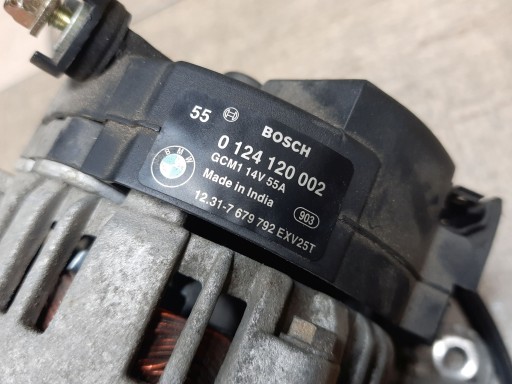 55 BOSCH
0 124 120 002
GCM1 14V 55A
BMW
Made in India
903
12.31-7 679 792 EXV25T